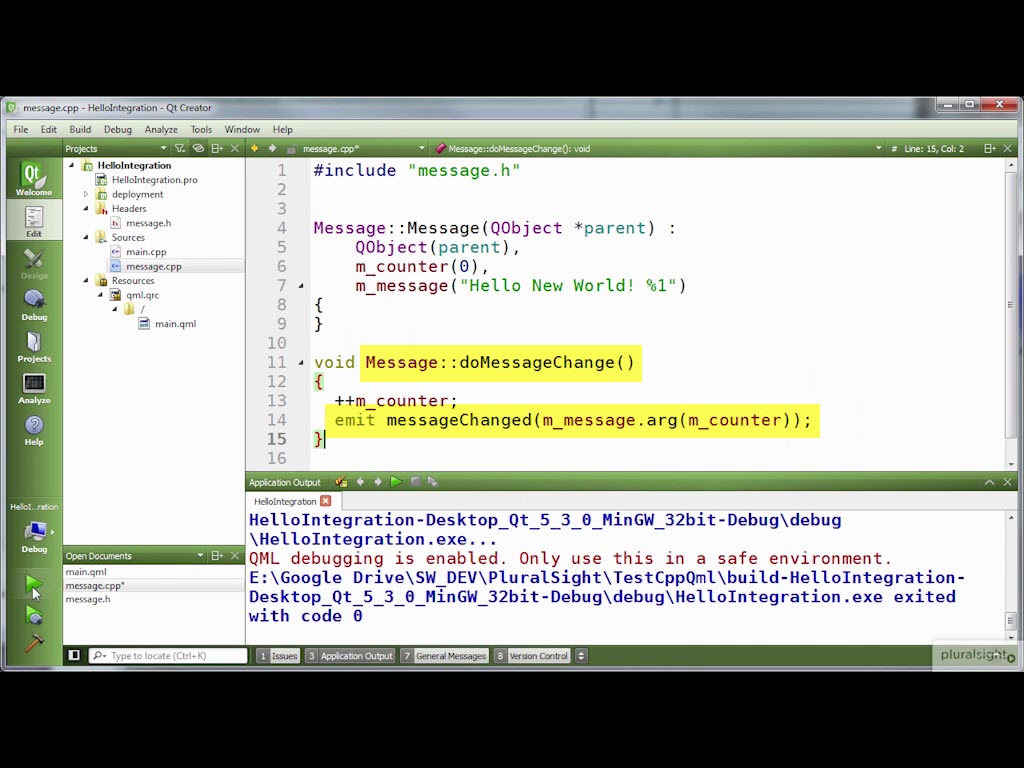 message.cpp - HelloIntegration - Qt Creator
File Edit Build Debug Analyze Tools Window Help
Projects
message.cpp*
Message::doMessageChange(): void
# Line: 15, Col: 2
Qt
Welcome
Edit
Design
Debug
Projects
Analyze
Help
HelloI...ration
Debug
HelloIntegration
HelloIntegration.pro
deployment
Headers
message.h
Sources
main.cpp
message.cpp
Resources
qml.qrc
/
main.qml
Open Documents
main.qml
message.cpp*
message.h
1 #include "message.h"
2
3
4 Message::Message(QObject *parent) :
5 QObject(parent),
6 m_counter(0),
7 m_message("Hello New World! %1")
8 {
9 }
10
11 void Message::doMessageChange()
12 {
13 ++m_counter;
14 emit messageChanged(m_message.arg(m_counter));
15 }
16
Application Output
HelloIntegration
HelloIntegration-Desktop_Qt_5_3_0_MinGW_32bit-Debug\debug
\HelloIntegration.exe...
QML debugging is enabled. Only use this in a safe environment.
E:\Google Drive\SW_DEV\PluralSight\TestCppQml\build-HelloIntegration-
Desktop_Qt_5_3_0_MinGW_32bit-Debug\debug\HelloIntegration.exe exited
with code 0
Type to locate (Ctrl+K)
1 Issues
3 Application Output
7 General Messages
8 Version Control
pluralsight